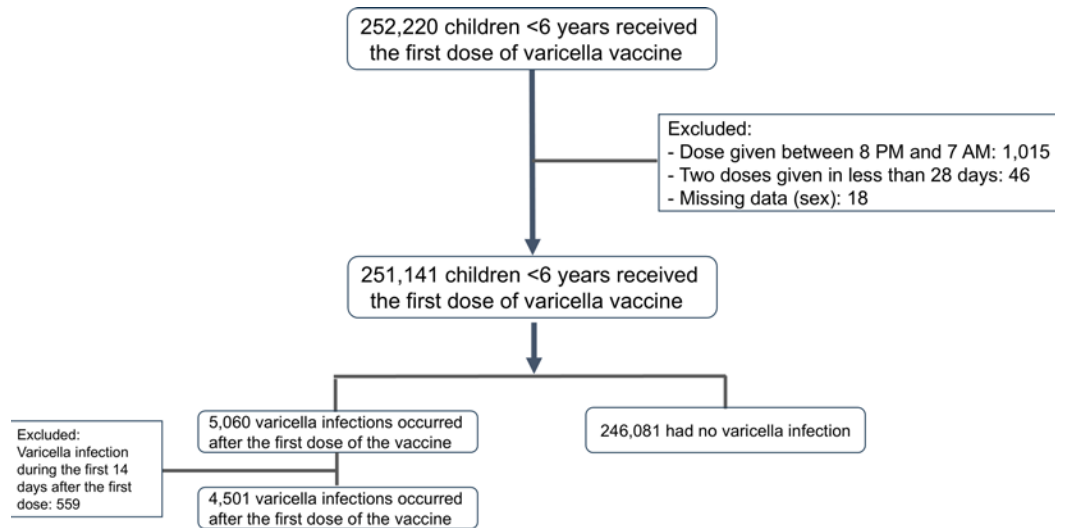 252,220 children <6 years received
the first dose of varicella vaccine
Excluded:
- Dose given between 8 PM and 7 AM: 1,015
- Two doses given in less than 28 days: 46
- Missing data (sex): 18
251,141 children <6 years received
the first dose of varicella vaccine
5,060 varicella infections occurred
after the first dose of the vaccine
246,081 had no varicella infection
Excluded:
Varicella infection
during the first 14
days after the first
dose: 559
4,501 varicella infections occurred
after the first dose of the vaccine